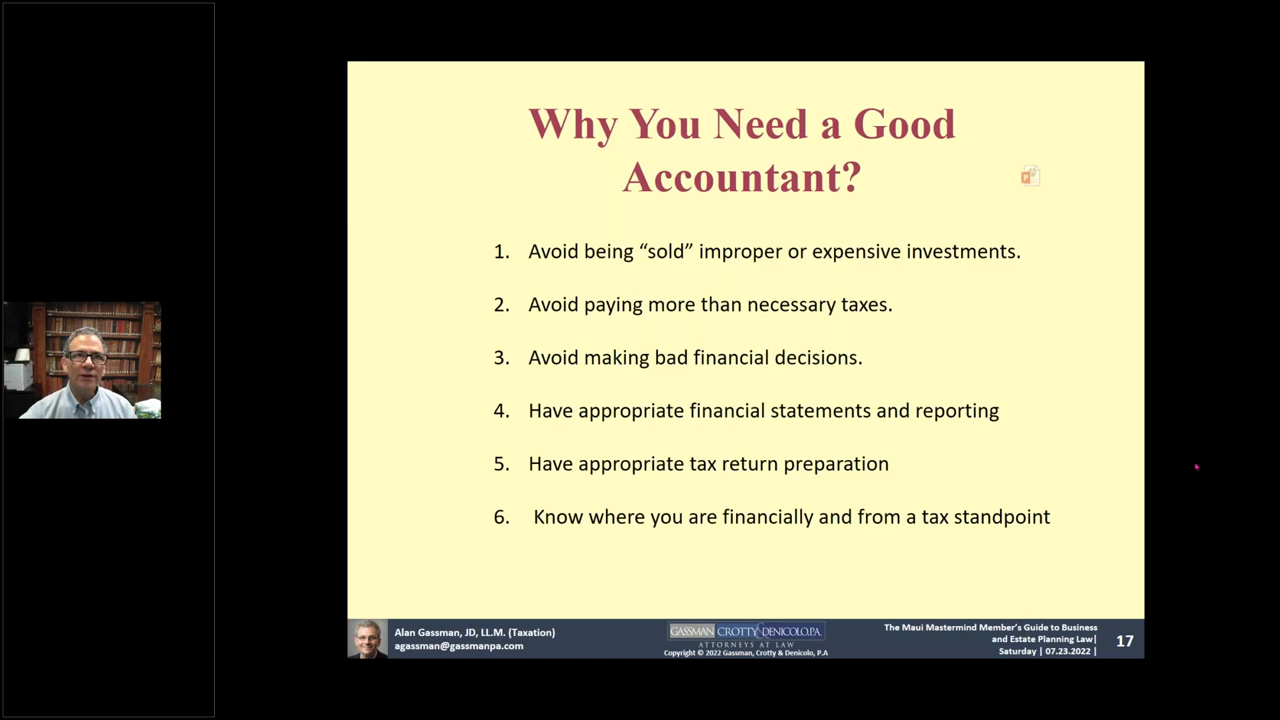 Why You Need a Good
Accountant?
1. Avoid being “sold” improper or expensive investments.
2. Avoid paying more than necessary taxes.
3. Avoid making bad financial decisions.
4. Have appropriate financial statements and reporting
5. Have appropriate tax return preparation
6. Know where you are financially and from a tax standpoint
Alan Gassman, JD, LL.M. (Taxation)
agassman@gassmanpa.com
GASSMAN CROTTY & DENICOLO, P.A.
ATTORNEYS AT LAW
Copyright © 2022 Gassman, Crotty & Denicolo, P.A
The Maui Mastermind Member’s Guide to Business
and Estate Planning Law|
Saturday | 07.23.2022 |
17